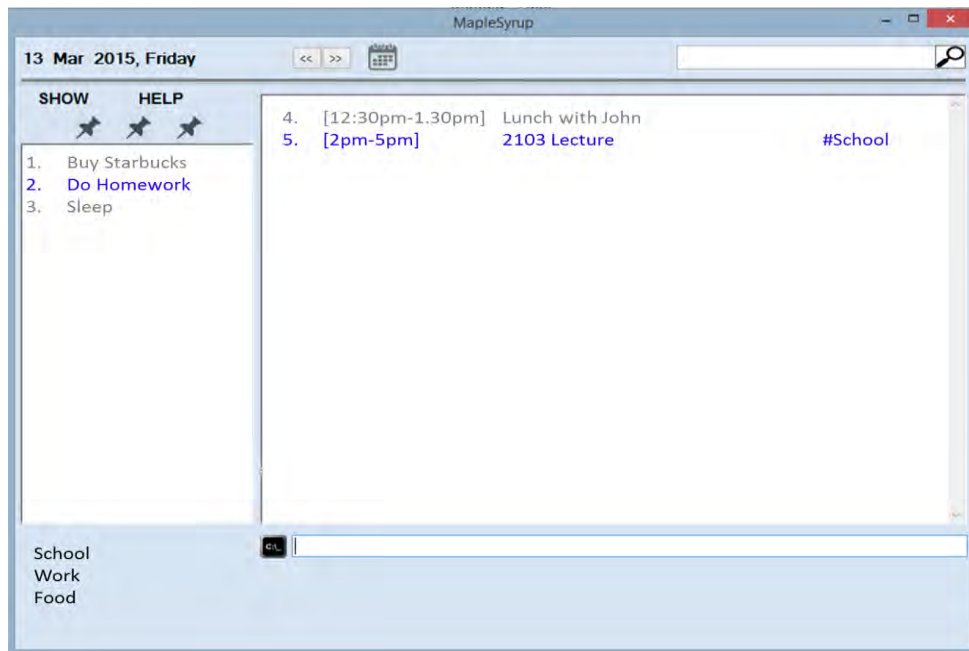 MapleSyrup
13 Mar 2015, Friday
<< >>
SHOW HELP
1. Buy Starbucks
2. Do Homework
3. Sleep
4. [12:30pm-1.30pm] Lunch with John
5. [2pm-5pm] 2103 Lecture #School
C:\_
School
Work
Food